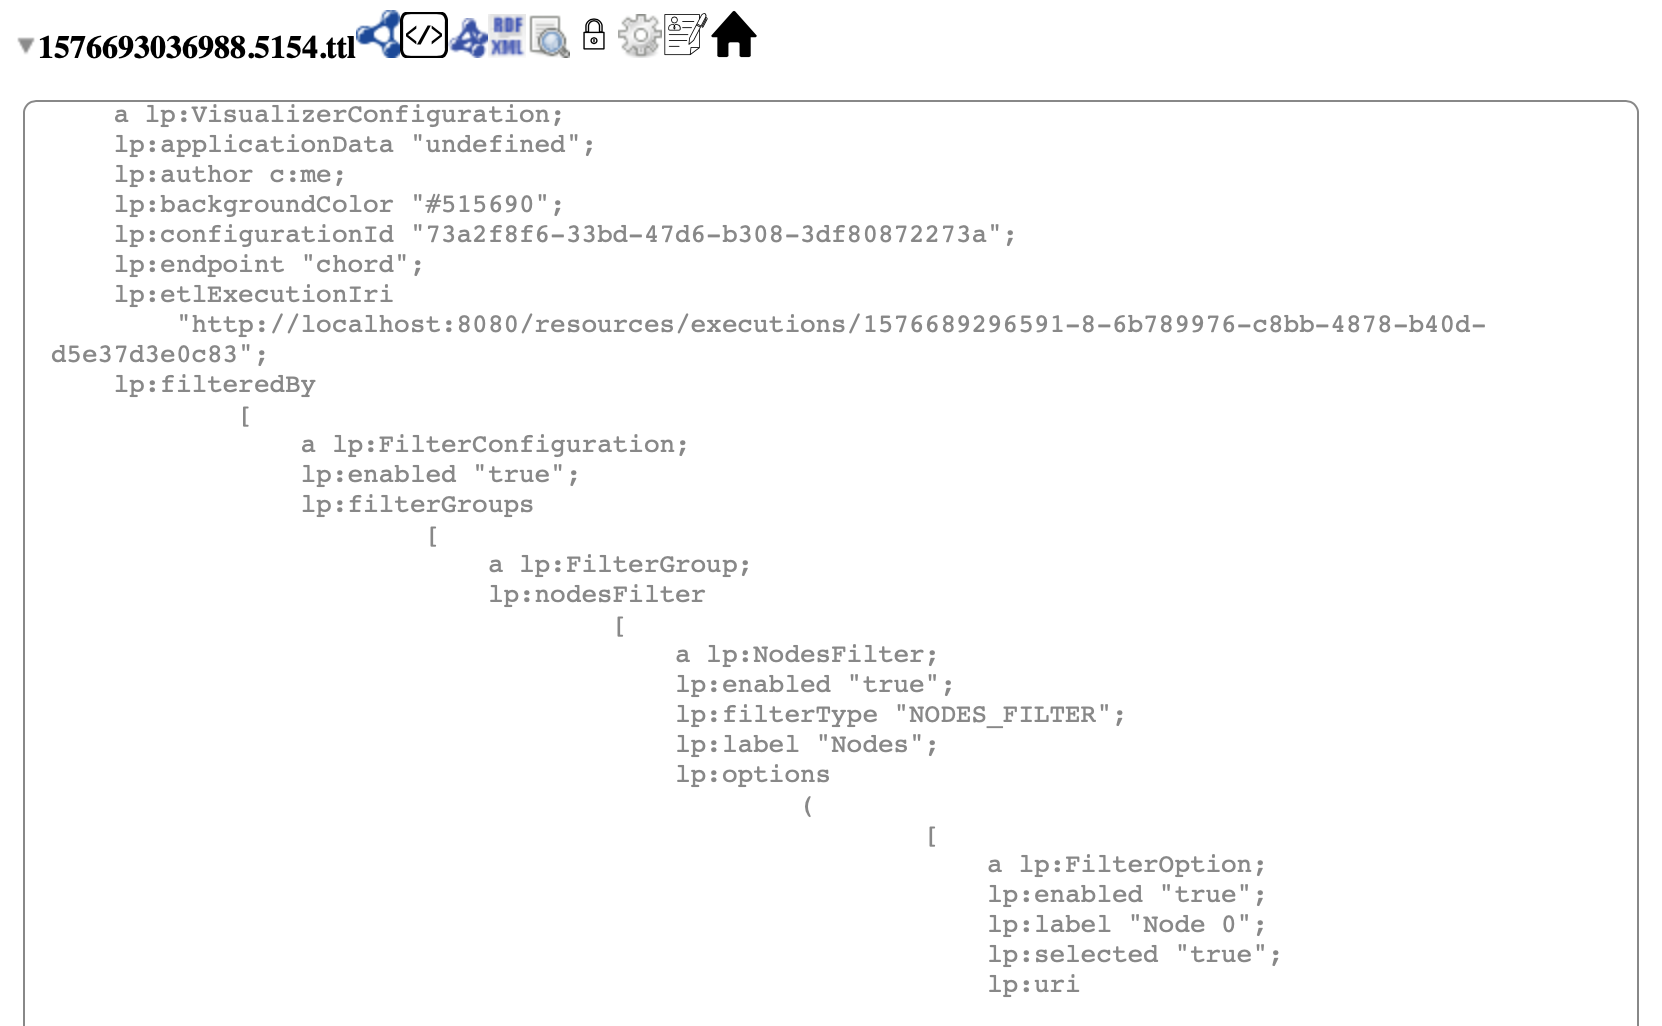 1576693036988.5154.ttl </> RDF XML
a lp:VisualizerConfiguration;
lp:applicationData "undefined";
lp:author c:me;
lp:backgroundColor "#515690";
lp:configurationId "73a2f8f6-33bd-47d6-b308-3df80872273a";
lp:endpoint "chord";
lp:etlExecutionIri
"http://localhost:8080/resources/executions/1576689296591-8-6b789976-c8bb-4878-b40d-
d5e37d3e0c83";
lp:filteredBy
[
a lp:FilterConfiguration;
lp:enabled "true";
lp:filterGroups
[
a lp:FilterGroup;
lp:nodesFilter
[
a lp:NodesFilter;
lp:enabled "true";
lp:filterType "NODES_FILTER";
lp:label "Nodes";
lp:options
(
[
a lp:FilterOption;
lp:enabled "true";
lp:label "Node 0";
lp:selected "true";
lp:uri